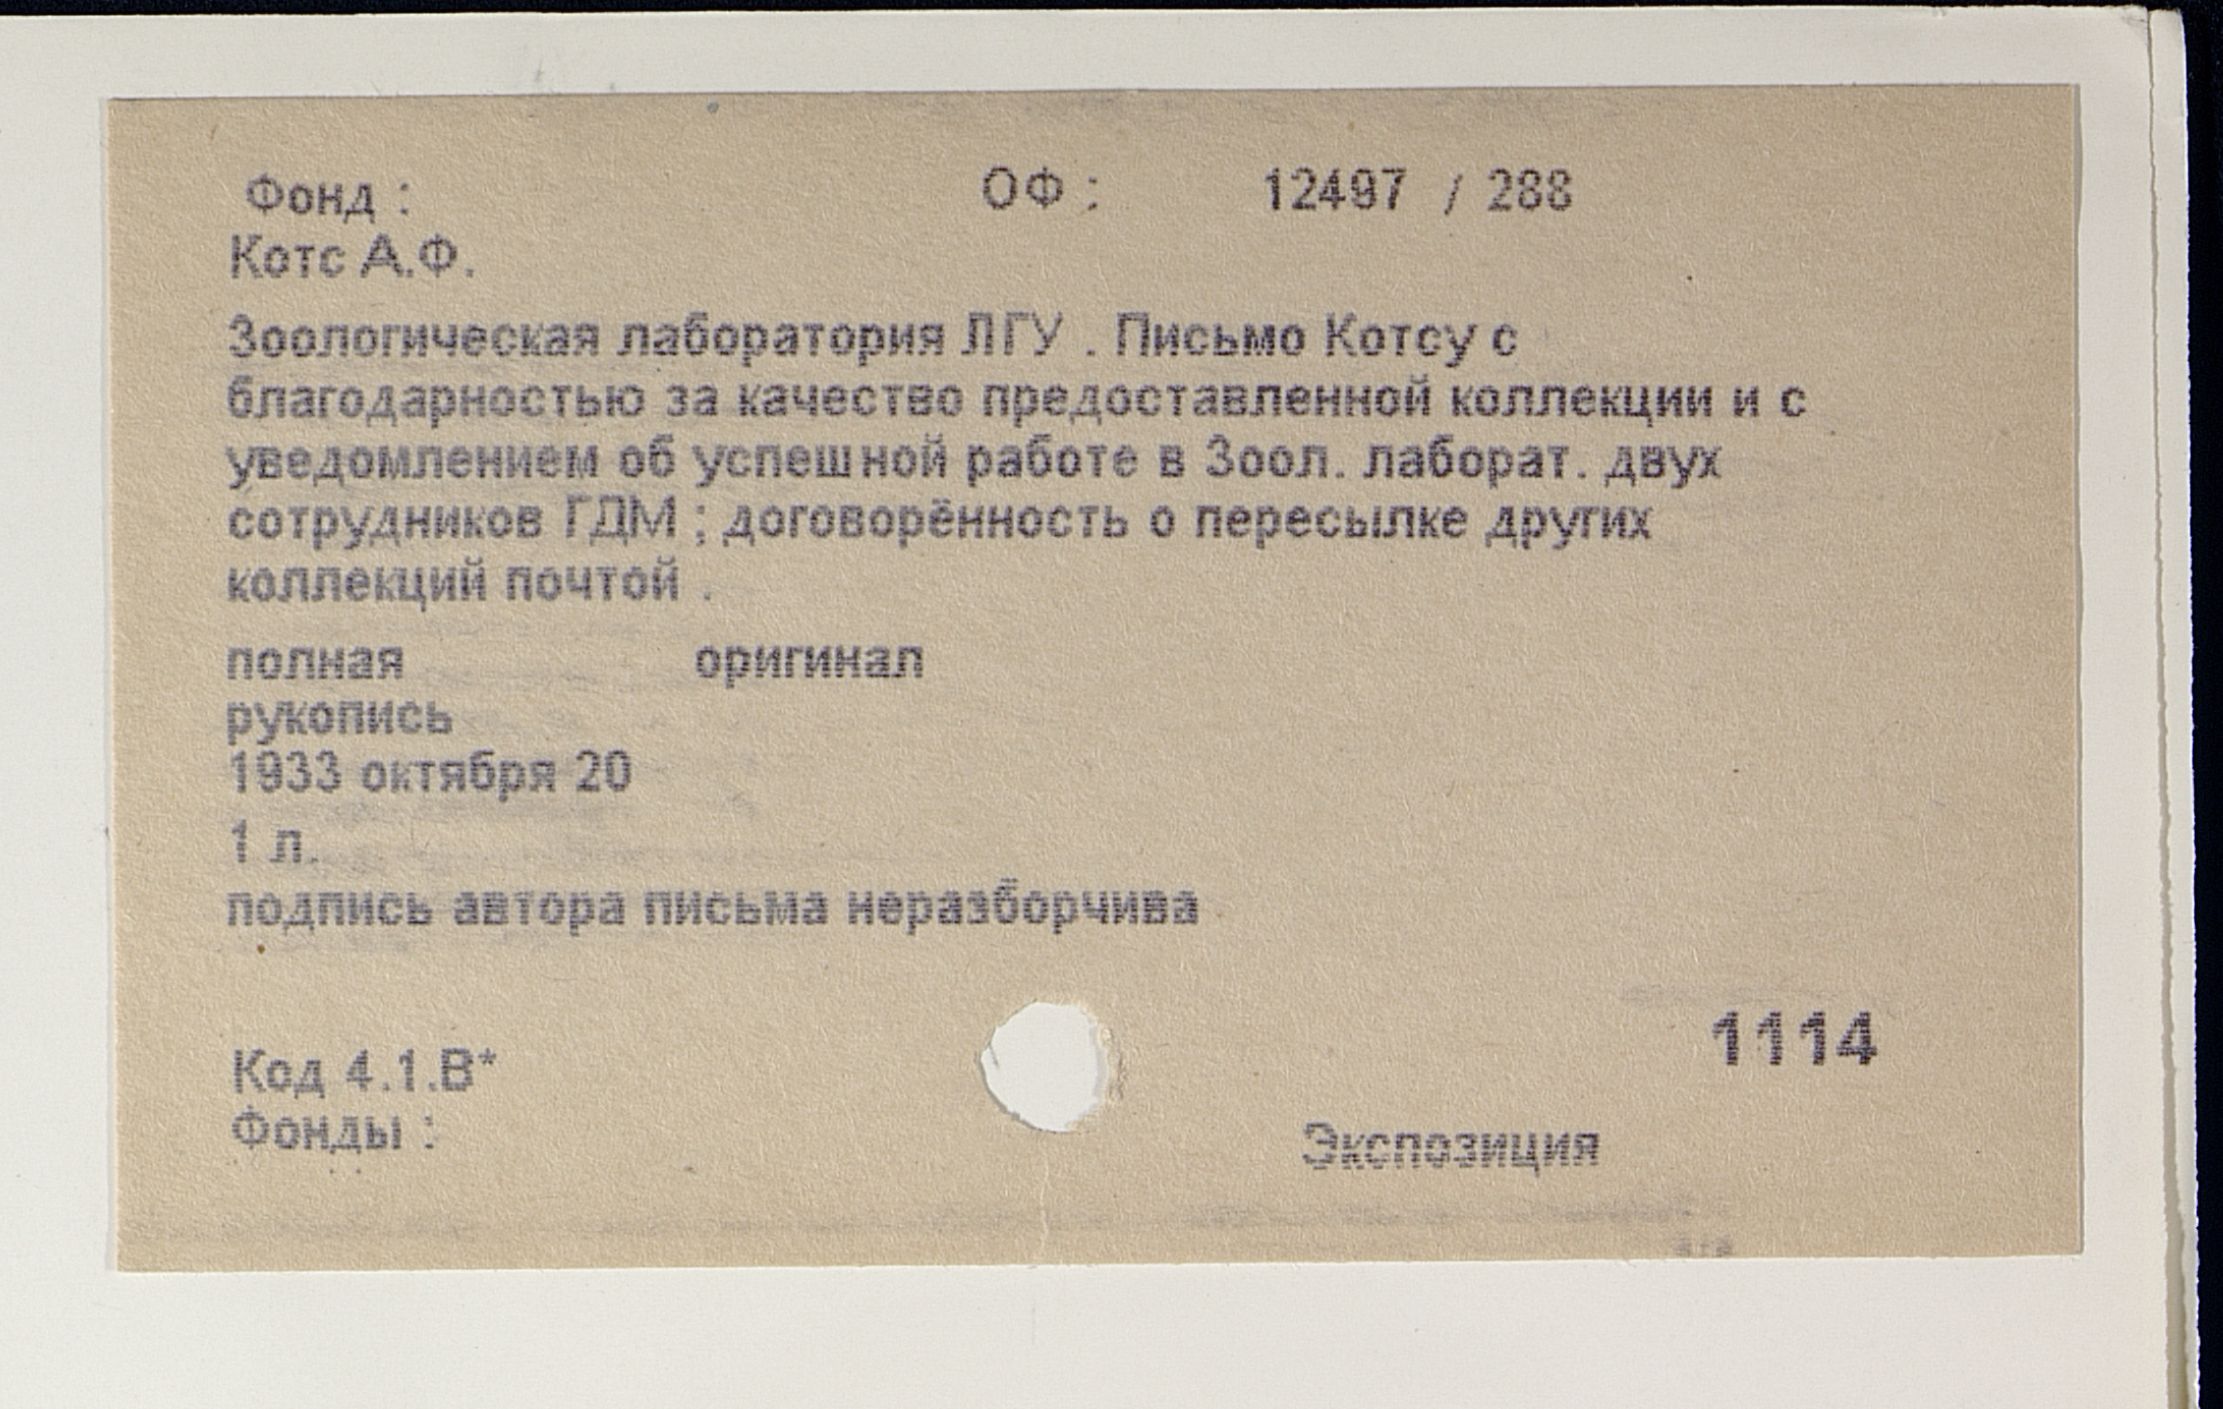 Фонд : ОФ : 12497 / 288
Котс А.Ф.
Зоологическая лаборатория ЛГУ . Письмо Котсу с
благодарностью за качество предоставленной коллекции и с
уведомлением об успешной работе в Зоол. лаборат. двух
сотрудников ГДМ ; договорённость о пересылке других
коллекций почтой .
полная оригинал
рукопись
1933 октября 20
1 л.
подпись автора письма неразборчива
1114
Код 4.1.В*
Фонды :
Экспозиция